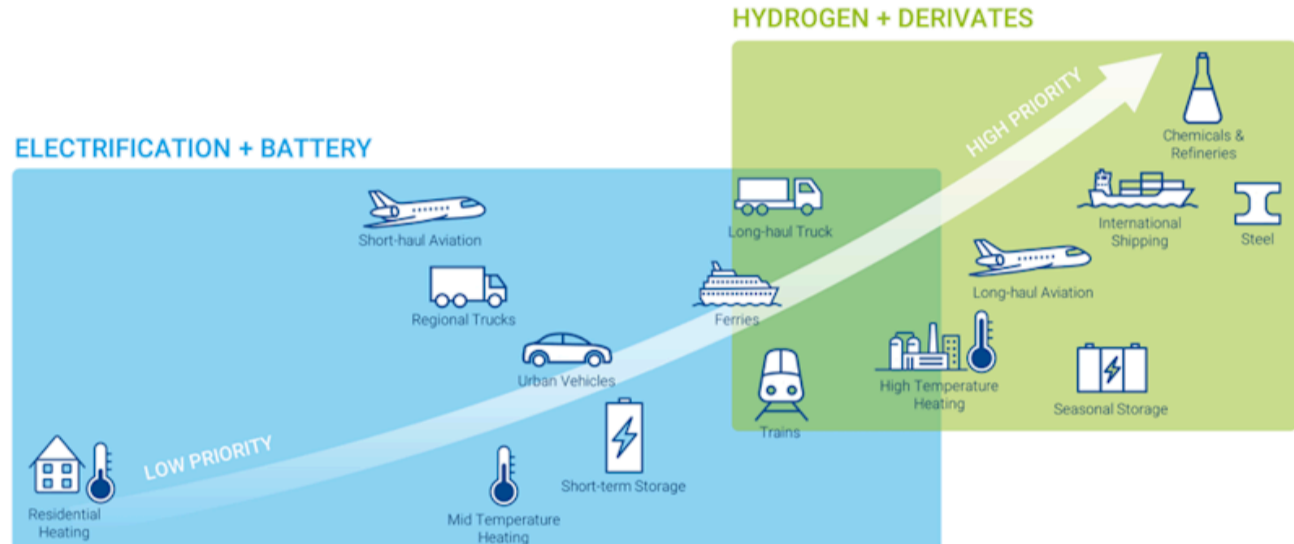 HYDROGEN + DERIVATES
ELECTRIFICATION + BATTERY
HIGH PRIORITY
Chemicals &
Refineries
Short-haul Aviation
Long-haul Truck
International
Shipping
Steel
Regional Trucks
Ferries
Long-haul Aviation
Urban Vehicles
High Temperature
Heating
Seasonal Storage
Trains
LOW PRIORITY
Short-term Storage
Residential
Heating
Mid Temperature
Heating